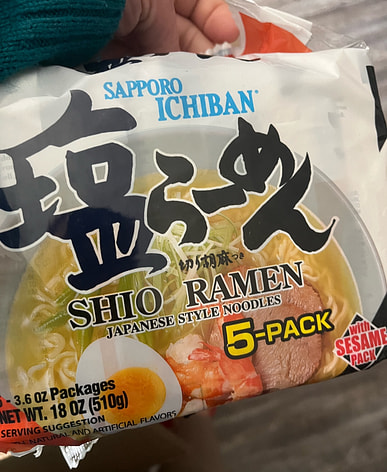 SAPPORO
ICHIBAN®
塩らーめん
切り胡麻つき
SHIO RAMEN
JAPANESE STYLE NOODLES
5-PACK
with
SESAME
PACK
3.6 OZ Packages
NET WT. 18 OZ (510g)
SERVING SUGGESTION
NATURAL AND ARTIFICIAL FLAVORS